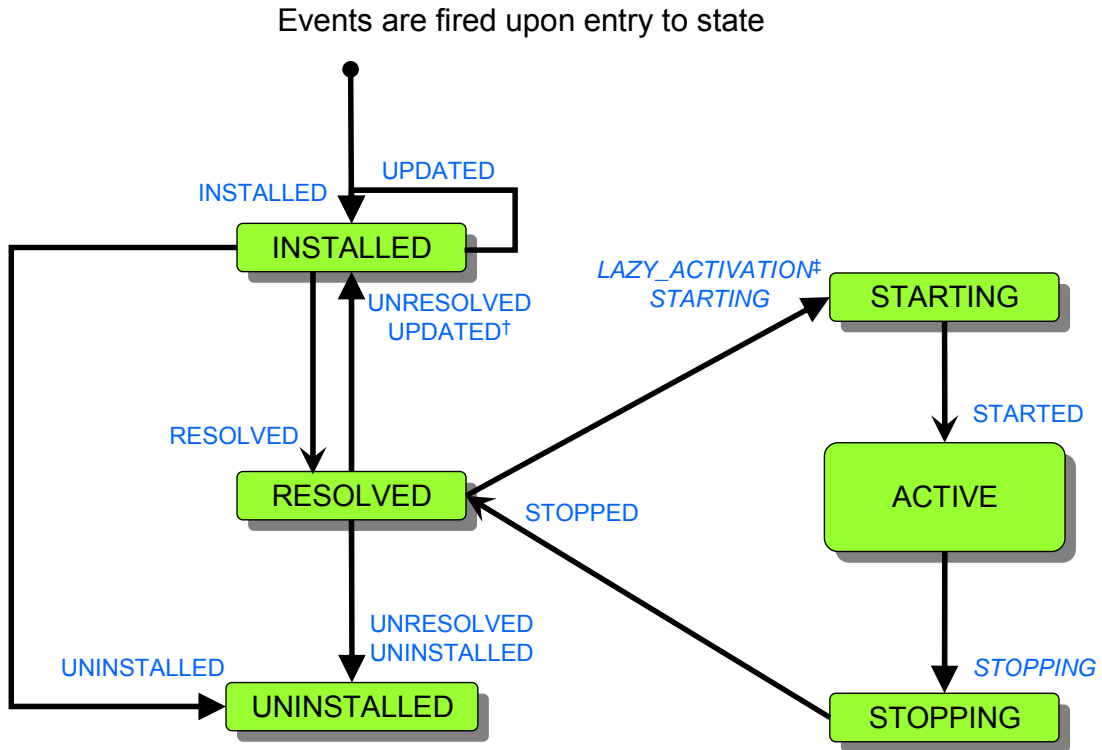 Events are fired upon entry to state
UPDATED
INSTALLED
INSTALLED
LAZY_ACTIVATION‡
STARTING
STARTING
UNRESOLVED
UPDATED†
STARTED
RESOLVED
RESOLVED
STOPPED
ACTIVE
UNRESOLVED
UNINSTALLED
UNINSTALLED
STOPPING
UNINSTALLED
STOPPING